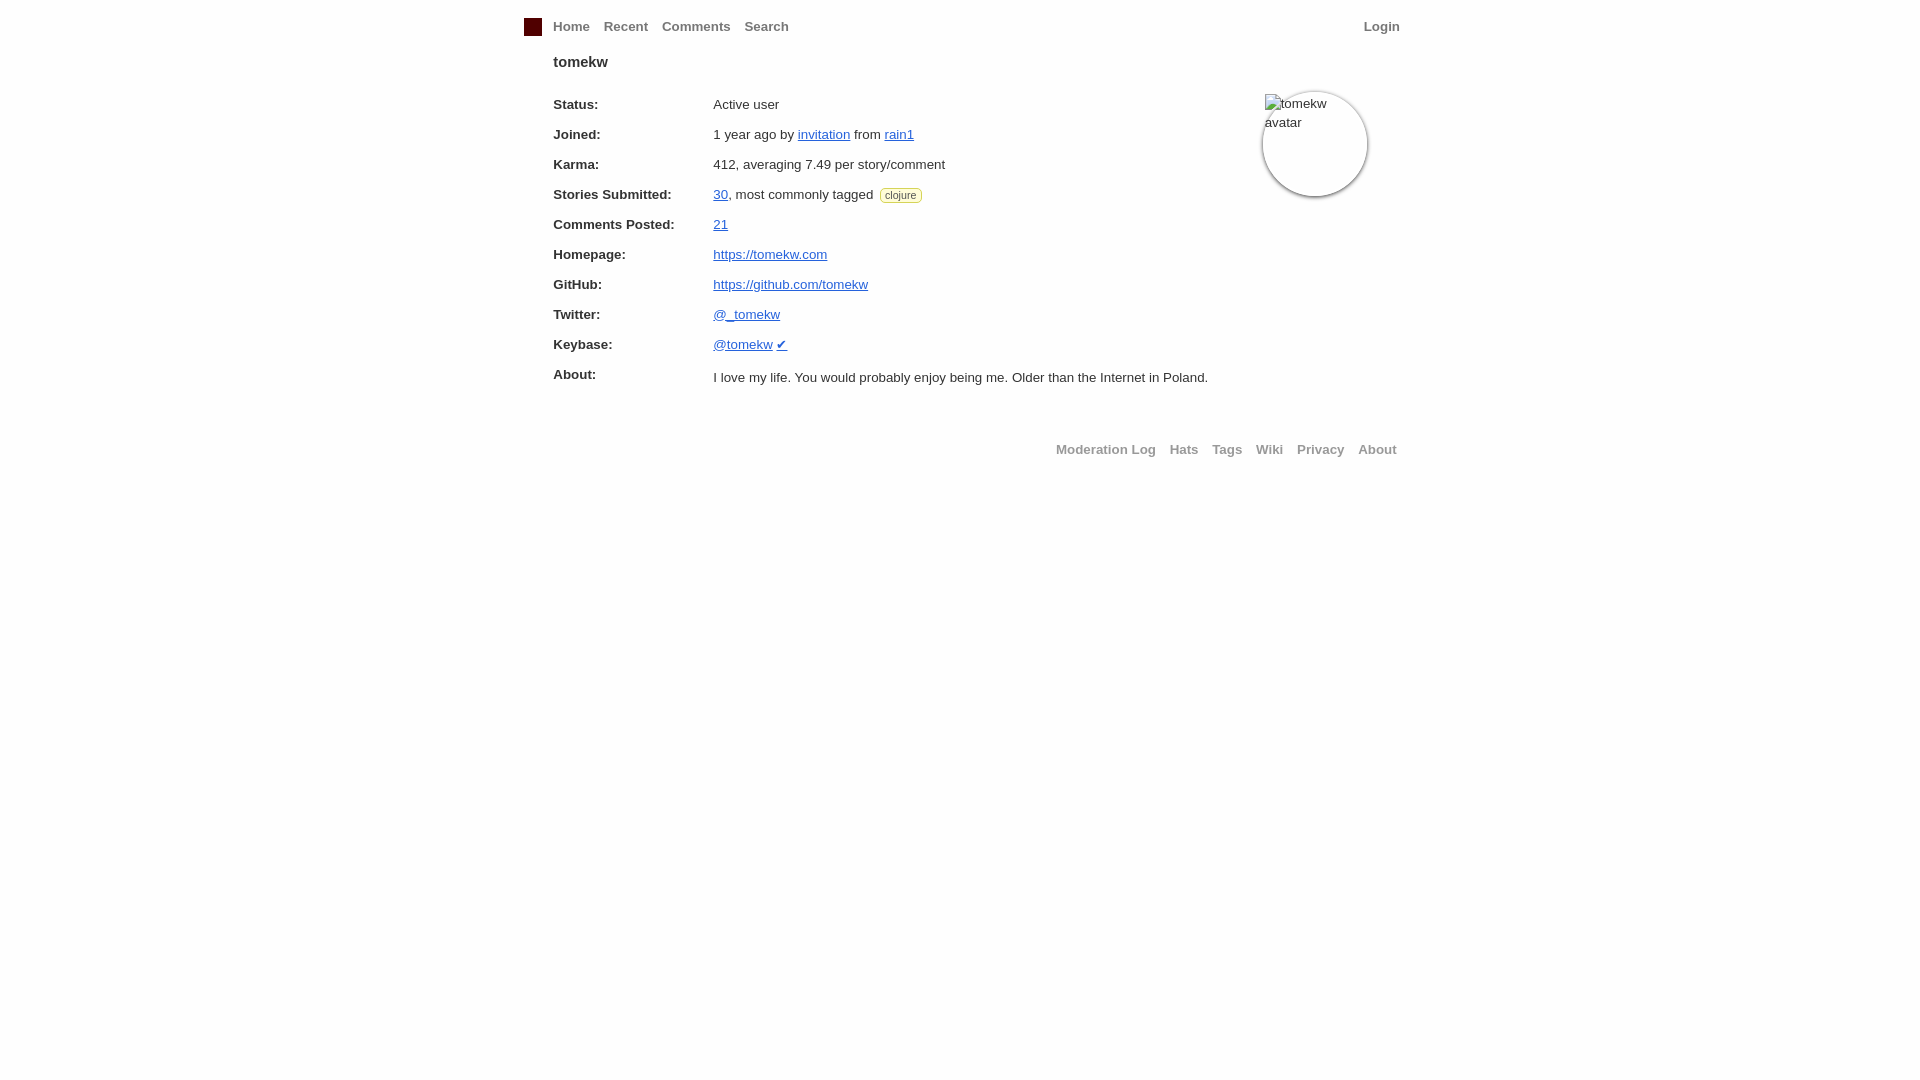 Home Recent Comments Search Login
tomekw
Status: Active user
tomekw avatar
Joined: 1 year ago by invitation from rain1
Karma: 412, averaging 7.49 per story/comment
Stories Submitted: 30, most commonly tagged clojure
Comments Posted: 21
Homepage: https://tomekw.com
GitHub: https://github.com/tomekw
Twitter: @_tomekw
Keybase: @tomekw ✔
About: I love my life. You would probably enjoy being me. Older than the Internet in Poland.
Moderation Log Hats Tags Wiki Privacy About